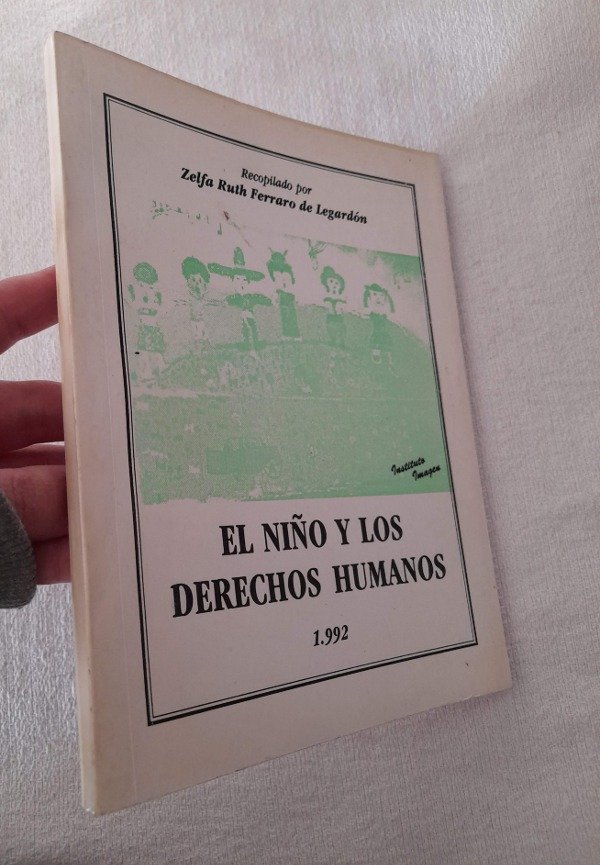 Recopilado por
Zelfa Ruth Ferraro de Legardón
Instituto
Imagen
EL NIÑO Y LOS
DERECHOS HUMANOS
1.992